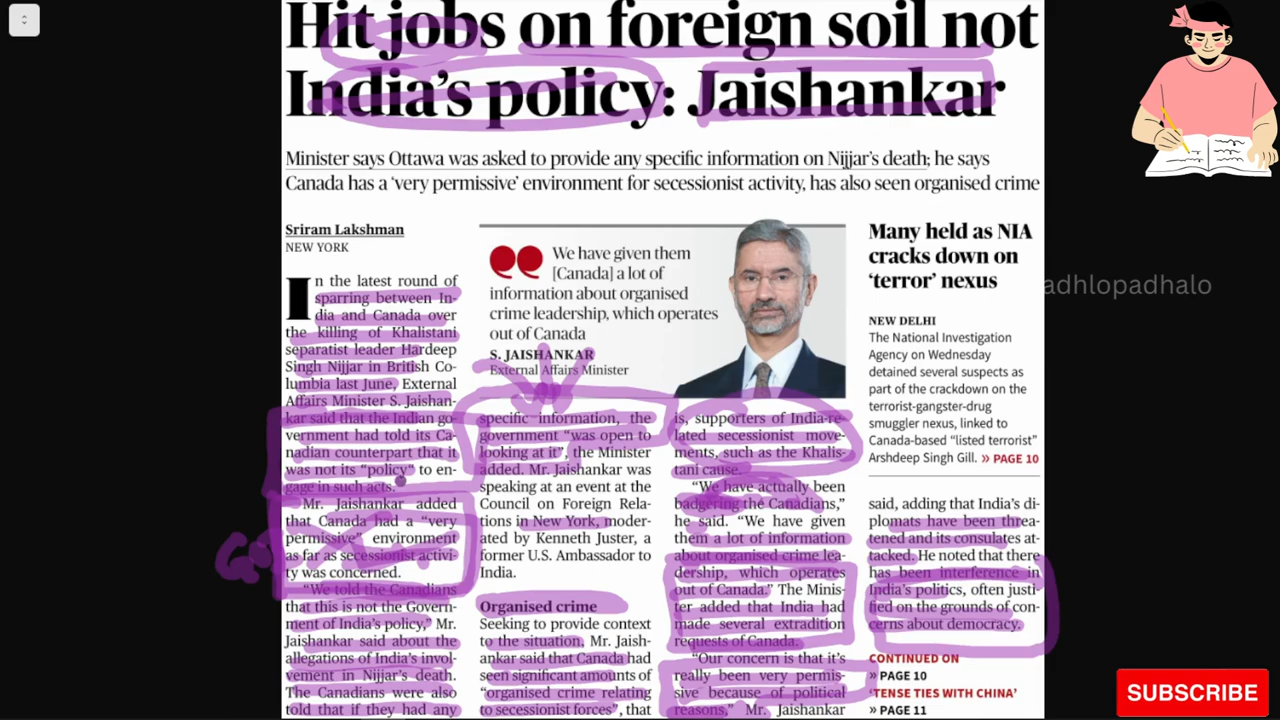 Hit jobs on foreign soil not
India's policy: Jaishankar
Minister says Ottawa was asked to provide any specific information on Nijjar's death; he says
Canada has a 'very permissive' environment for secessionist activity, has also seen organised crime
Sriram Lakshman
NEW YORK
In the latest round of
sparring between In-
dia and Canada over
the killing of Khalistani
separatist leader Hardeep
Singh Nijjar in British Co-
lumbia last June, External
Affairs Minister S. Jaishan-
kar said that the Indian go-
vernment had told its Ca-
nadian counterpart that it
was not its "policy" to en-
gage in such acts.
Mr. Jaishankar added
that Canada had a "very
permissive" environment
as far as secessionist activi-
ty was concerned.
"We told the Canadians
that this is not the Govern-
ment of India's policy," Mr.
Jaishankar said about the
allegations of India's invol-
vement in Nijjar's death.
The Canadians were also
told that if they had any
We have given them
[Canada] a lot of
information about organised
crime leadership, which operates
out of Canada
S. JAISHANKAR
External Affairs Minister
specific information, the
government "was open to
looking at it", the Minister
added. Mr. Jaishankar was
speaking at an event at the
Council on Foreign Rela-
tions in New York, moder-
ated by Kenneth Juster, a
former U.S. Ambassador to
India.
Organised crime
Seeking to provide context
to the situation, Mr. Jaish-
ankar said that Canada had
seen significant amounts of
"organised crime relating
to secessionist forces", that
is, supporters of India-re-
lated secessionist move-
ments, such as the Khalis-
tani cause.
"We have actually been
badgering the Canadians,"
he said. "We have given
them a lot of information
about organised crime lea-
dership, which operates
out of Canada." The Minis-
ter added that India had
made several extradition
requests of Canada.
"Our concern is that it's
really been very permis-
sive because of political
reasons," Mr. Jaishankar
Many held as NIA
cracks down on
'terror' nexus
NEW DELHI
The National Investigation
Agency on Wednesday
detained several suspects as
part of the crackdown on the
terrorist-gangster-drug
smuggler nexus, linked to
Canada-based "listed terrorist"
Arshdeep Singh Gill. » PAGE 10
said, adding that India's di-
plomats have been threa-
tened and its consulates at-
tacked. He noted that there
has been interference in
India's politics, often justi-
fied on the grounds of con-
cerns about democracy.
CONTINUED ON
» PAGE 10
'TENSE TIES WITH CHINA'
» PAGE 11
adhlopadhalo
SUBSCRIBE